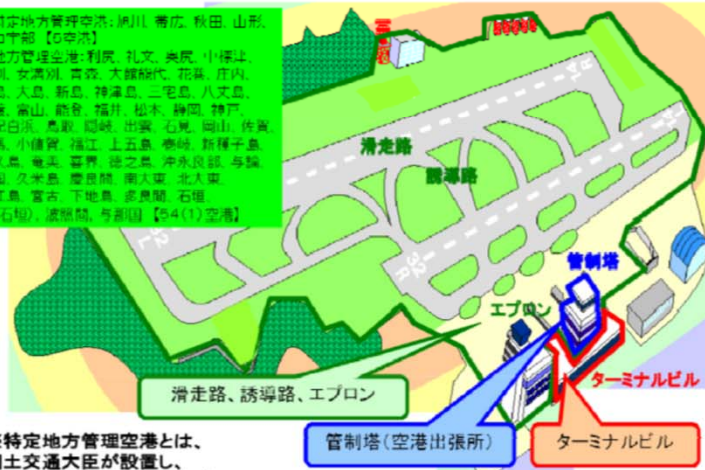 特定地方管理空港：旭川、帯広、秋田、山形、
宇部 【5空港】
地方管理空港：利尻、礼文、奥尻、中標津、
女満別、青森、大館能代、花巻、庄内、
大島、新島、神津島、三宅島、八丈島、
富山、能登、福井、松本、静岡、神戸、
白浜、鳥取、隠岐、出雲、石見、岡山、佐賀、
小値賀、福江、上五島、壱岐、新種子島、
奄美、喜界、徳之島、沖永良部、与論、
久米島、慶良間、南大東、北大東、
宮古、下地島、多良間、石垣
石垣)、波照間、与那国 【54(1)空港】
滑走路
誘導路
32
L
32
R
管制塔
エプロン
ターミナルビル
滑走路、誘導路、エプロン
管制塔(空港出張所)
ターミナルビル
特定地方管理空港とは、
土交通大臣が設置し、